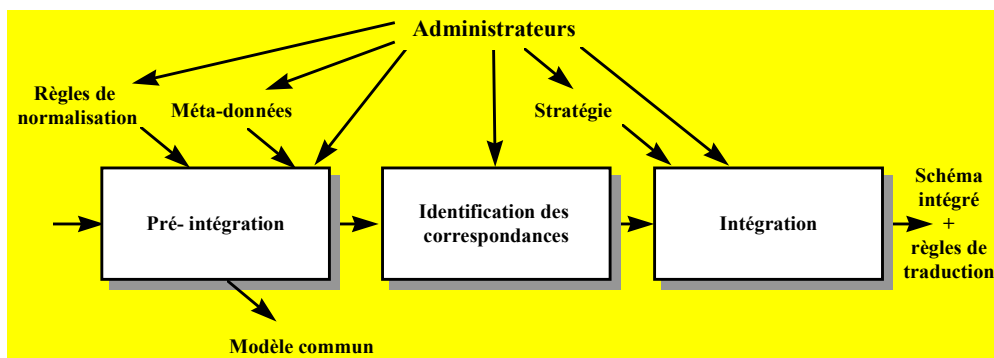 Administrateurs
Règles de
normalisation
Méta-données
Stratégie
Pré- intégration
Identification des
correspondances
Intégration
Schéma
intégré
+
règles de
traduction
Modèle commun